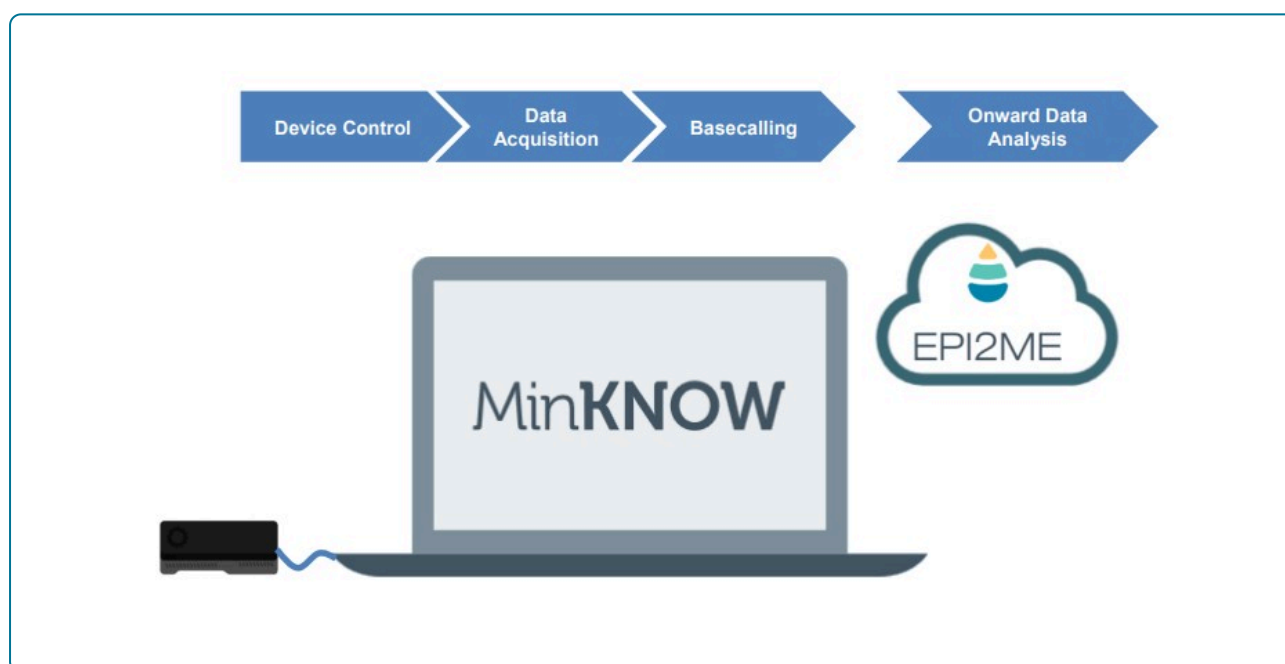 Device Control
Data
Acquisition
Basecalling
Onward Data
Analysis
MinKNOW
EPI2ME